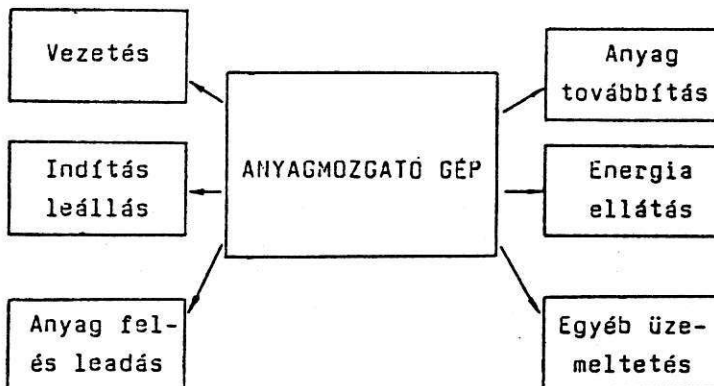 Vezetés
Indítás
leállás
Anyag fel-
és leadás
ANYAGMOZGATÓ GÉP
Anyag
továbbítás
Energia
ellátás
Egyéb üze-
meltetés